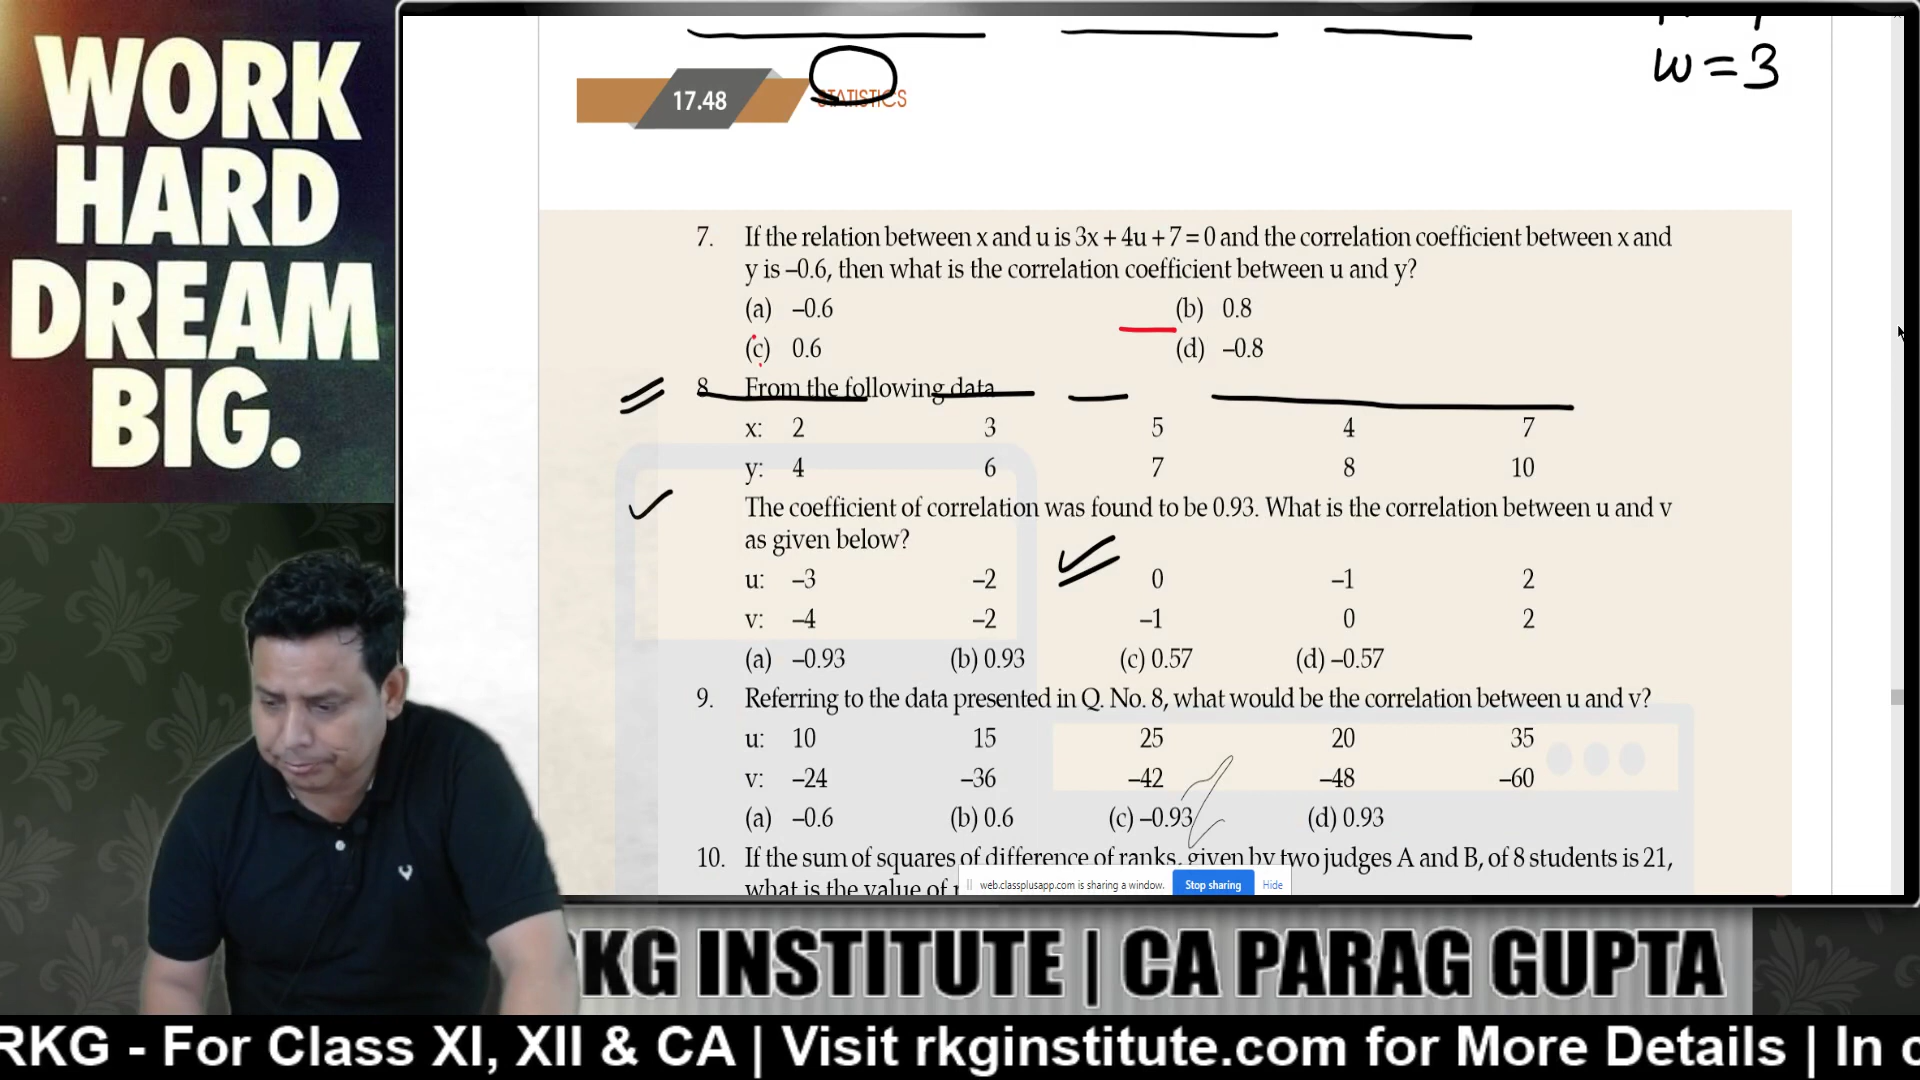 WORK
HARD
DREAM
BIG.
w = 3
17.48 STATISTICS
7. If the relation between x and u is 3x + 4u + 7 = 0 and the correlation coefficient between x and
y is –0.6, then what is the correlation coefficient between u and y?
(a) –0.6 (b) 0.8
(c) 0.6 (d) –0.8
8. From the following data
x: 2 3 5 4 7
y: 4 6 7 8 10
The coefficient of correlation was found to be 0.93. What is the correlation between u and v
as given below?
u: –3 –2 0 –1 2
v: –4 –2 –1 0 2
(a) –0.93 (b) 0.93 (c) 0.57 (d) –0.57
9. Referring to the data presented in Q. No. 8, what would be the correlation between u and v?
u: 10 15 25 20 35
v: –24 –36 –42 –48 –60
(a) –0.6 (b) 0.6 (c) –0.93 (d) 0.93
10. If the sum of squares of difference of ranks, given by two judges A and B, of 8 students is 21,
what is the value of
web.classplusapp.com is sharing a window. Stop sharing Hide
RKG INSTITUTE | CA PARAG GUPTA
RKG - For Class XI, XII & CA | Visit rkginstitute.com for More Details | In